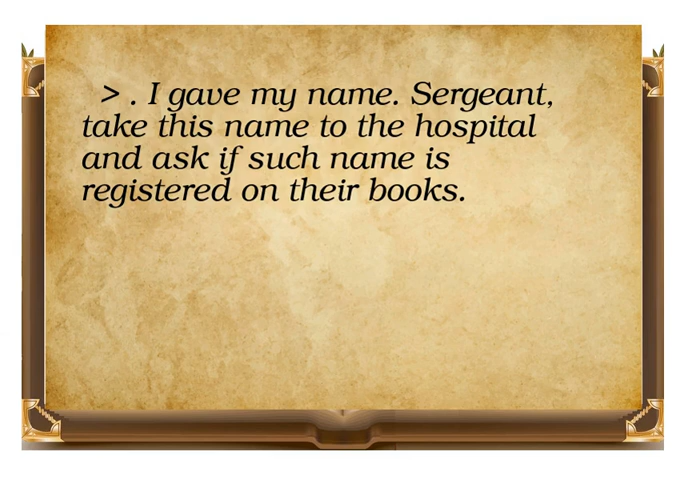 > . I gave my name. Sergeant,
take this name to the hospital
and ask if such name is
registered on their books.